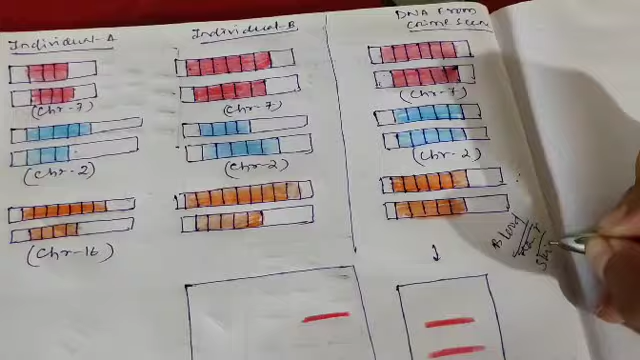 Individual-A
Individual-B
DNA From
Crime Scene
(Chr-7)
(Chr-7)
(Chr-7)
(Chr-2)
(Chr-2)
(Chr-2)
(Chr-16)
Blood